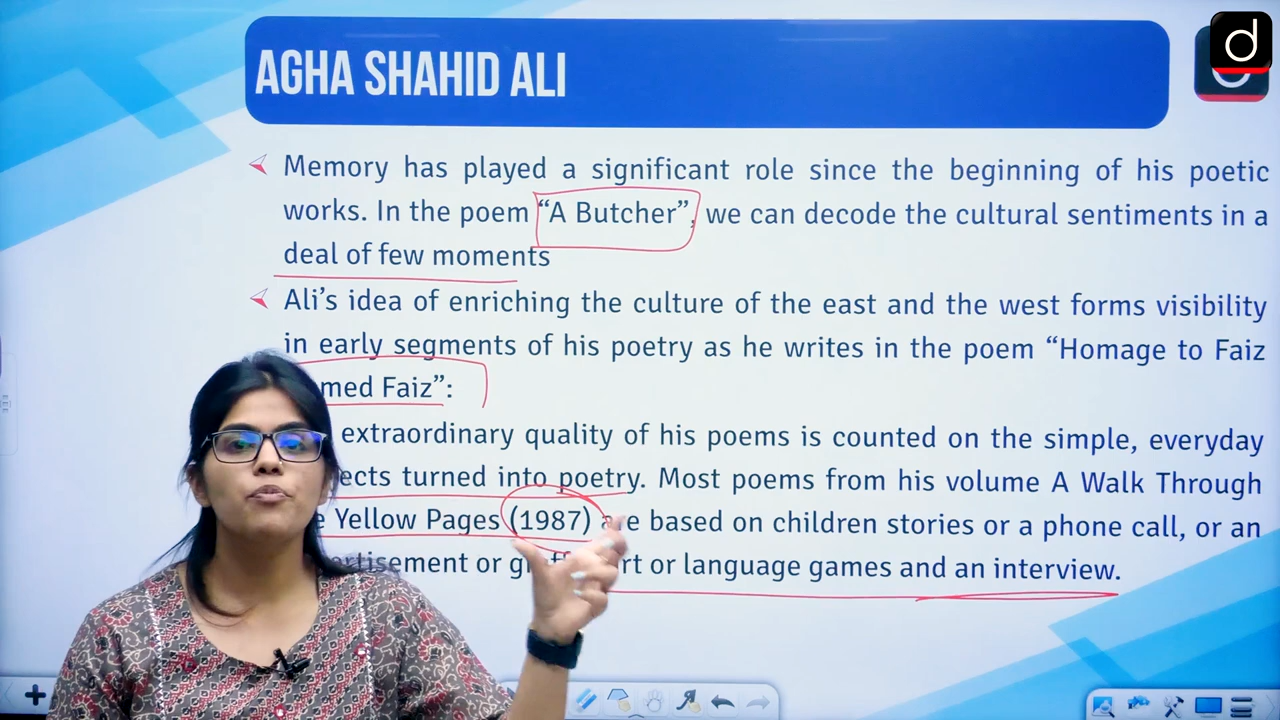 AGHA SHAHID ALI
d
Memory has played a significant role since the beginning of his poetic
works. In the poem “A Butcher”, we can decode the cultural sentiments in a
deal of few moments
Ali’s idea of enriching the culture of the east and the west forms visibility
in early segments of his poetry as he writes in the poem “Homage to Faiz
med Faiz”:
extraordinary quality of his poems is counted on the simple, everyday
ects turned into poetry. Most poems from his volume A Walk Through
e Yellow Pages (1987) are based on children stories or a phone call, or an
ertisement or rt or language games and an interview.